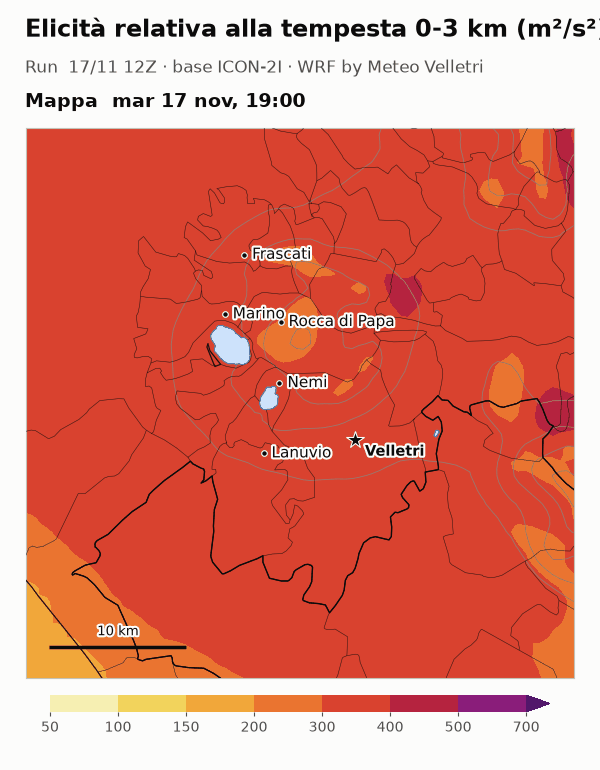 Elicità relativa alla tempesta 0-3 km (m²/s²)
Run 17/11 12Z · base ICON-2I · WRF by Meteo Velletri
Mappa mar 17 nov, 19:00
Frascati
Marino
Rocca di Papa
Nemi
Velletri
Lanuvio
10 km
50 100 150 200 300 400 500 700